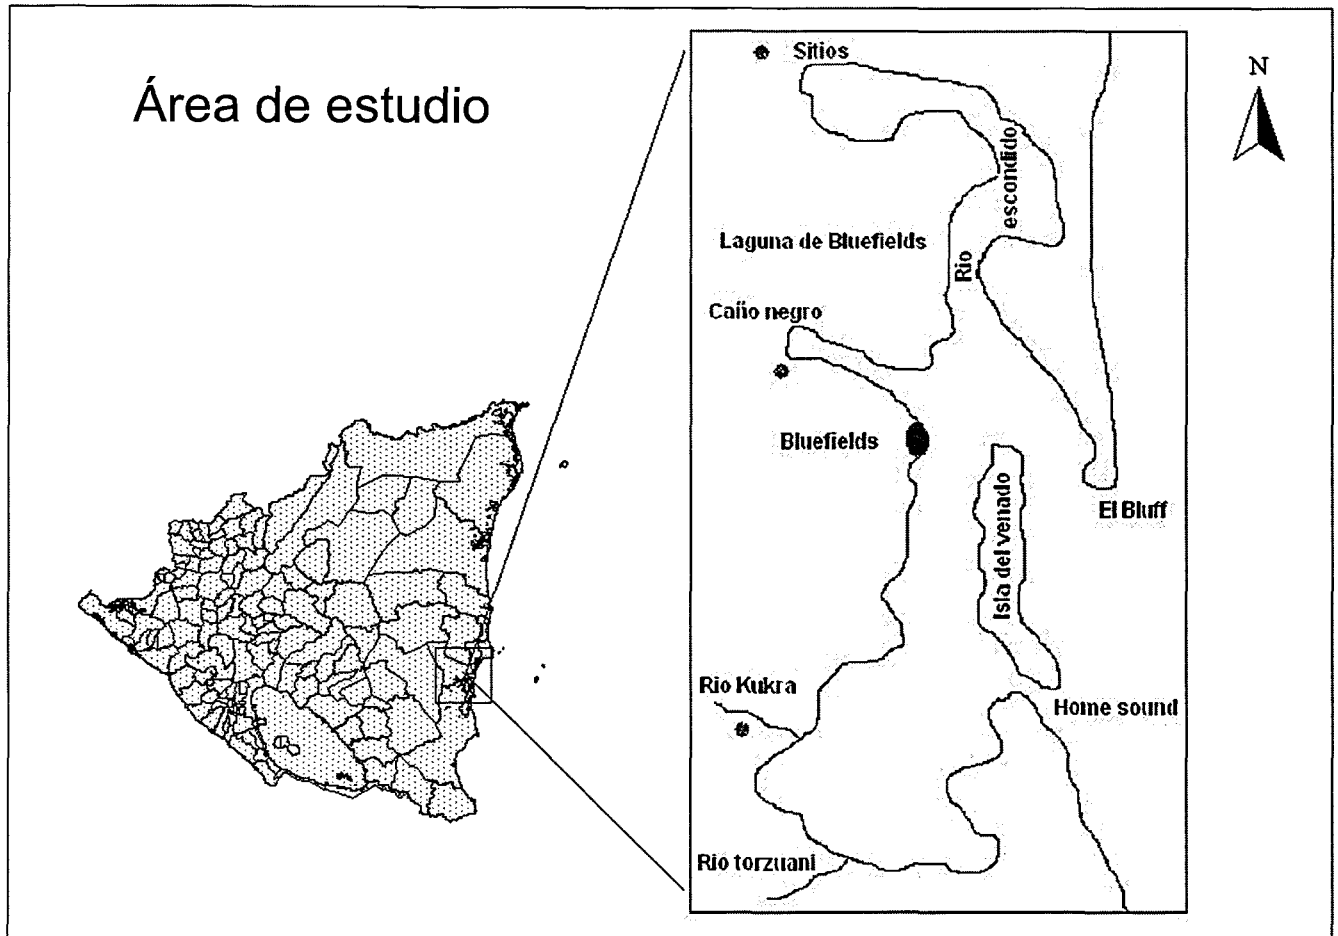 Área de estudio
Sitios
N
Rio escondido
Laguna de Bluefields
Caño negro
Bluefields
Isla del venado
El Bluff
Rio Kukra
Home sound
Rio torzuani